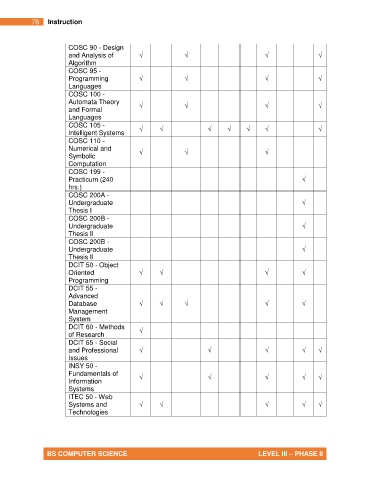 76 Instruction
COSC 90 - Design
and Analysis of √ √ √ √
Algorithm
COSC 95 -
Programming √ √ √ √
Languages
COSC 100 -
Automata Theory
and Formal √ √ √ √
Languages
COSC 105 -
Intelligent Systems √ √ √ √ √ √ √
COSC 110 -
Numerical and
Symbolic √ √ √
Computation
COSC 199 -
Practicum (240 √
hrs.)
COSC 200A -
Undergraduate √
Thesis I
COSC 200B -
Undergraduate √
Thesis II
COSC 200B -
Undergraduate √
Thesis II
DCIT 50 - Object
Oriented √ √ √ √
Programming
DCIT 55 -
Advanced
Database √ √ √ √ √
Management
System
DCIT 60 - Methods
of Research √
DCIT 65 - Social
and Professional √ √ √ √ √
Issues
INSY 50 -
Fundamentals of
Information √ √ √ √ √
Systems
ITEC 50 - Web
Systems and √ √ √ √ √
Technologies
BS COMPUTER SCIENCE LEVEL III – PHASE II